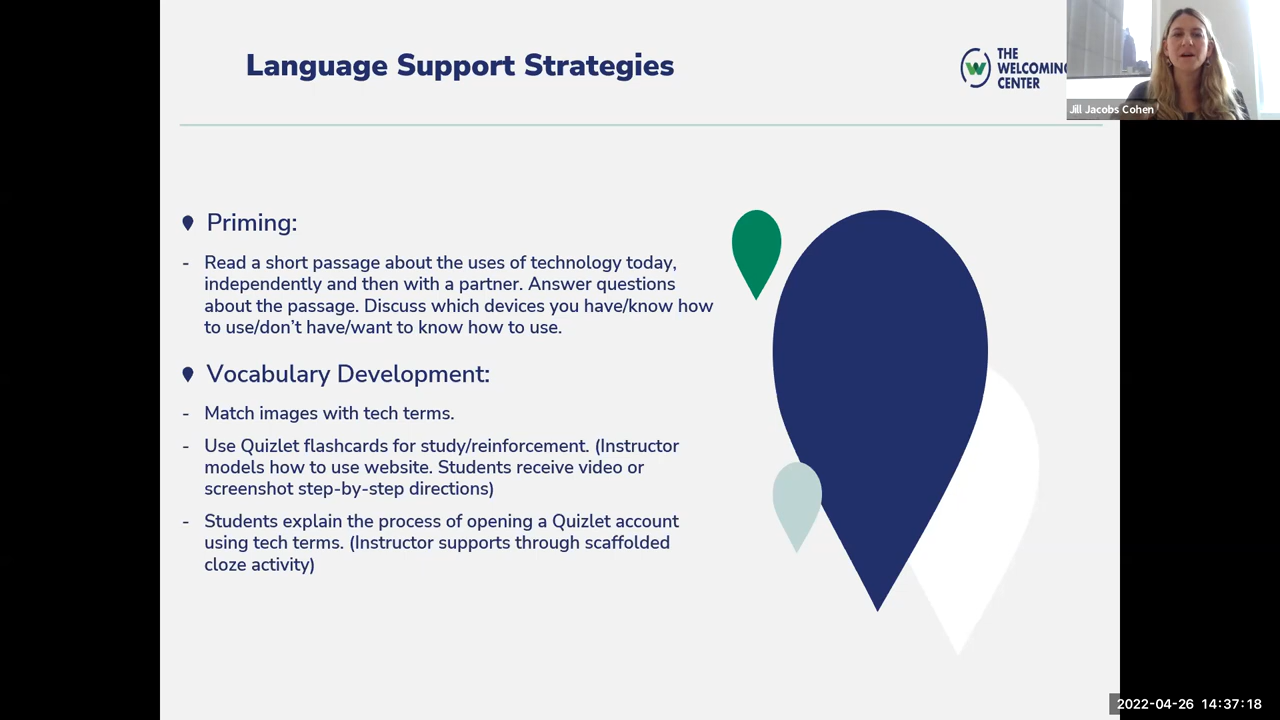 Language Support Strategies
THE
WELCOMING
CENTER
Jill Jacobs Cohen
Priming:
- Read a short passage about the uses of technology today,
independently and then with a partner. Answer questions
about the passage. Discuss which devices you have/know how
to use/don’t have/want to know how to use.
Vocabulary Development:
- Match images with tech terms.
- Use Quizlet flashcards for study/reinforcement. (Instructor
models how to use website. Students receive video or
screenshot step-by-step directions)
- Students explain the process of opening a Quizlet account
using tech terms. (Instructor supports through scaffolded
cloze activity)
2022-04-26 14:37:18